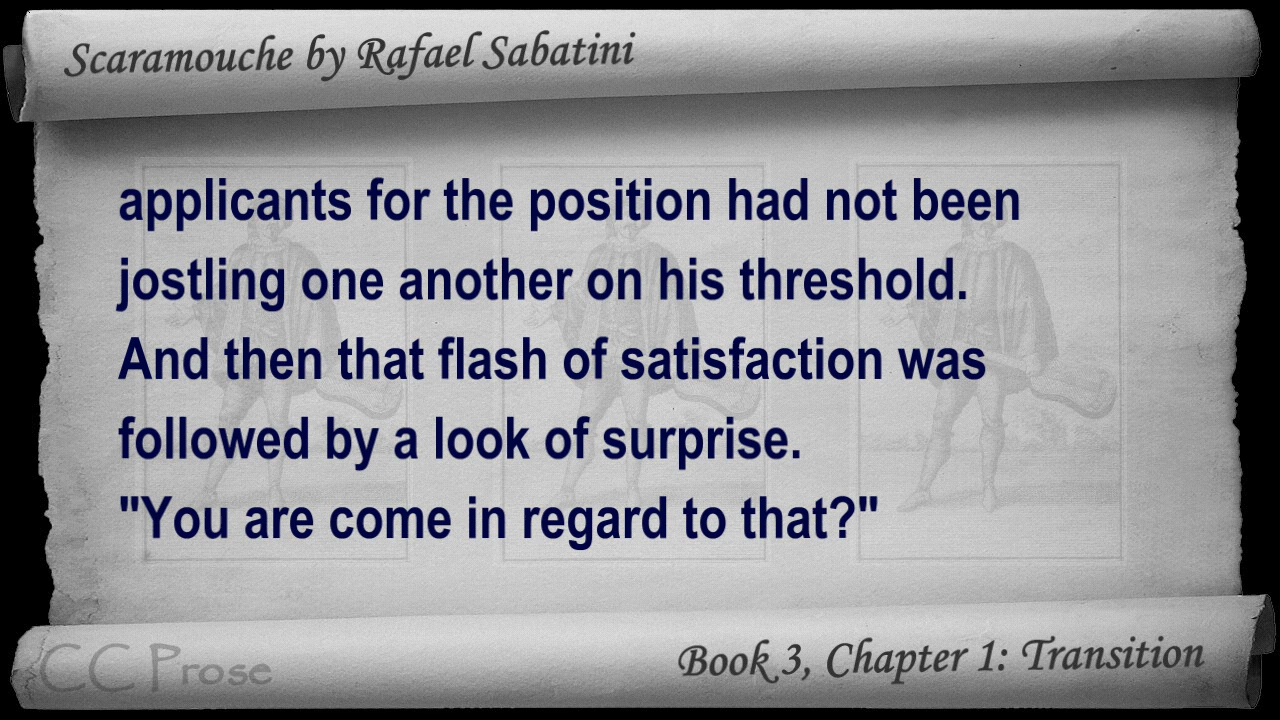 Scaramouche by Rafael Sabatini
applicants for the position had not been
jostling one another on his threshold.
And then that flash of satisfaction was
followed by a look of surprise.
"You are come in regard to that?"
CC Prose
Book 3, Chapter 1: Transition